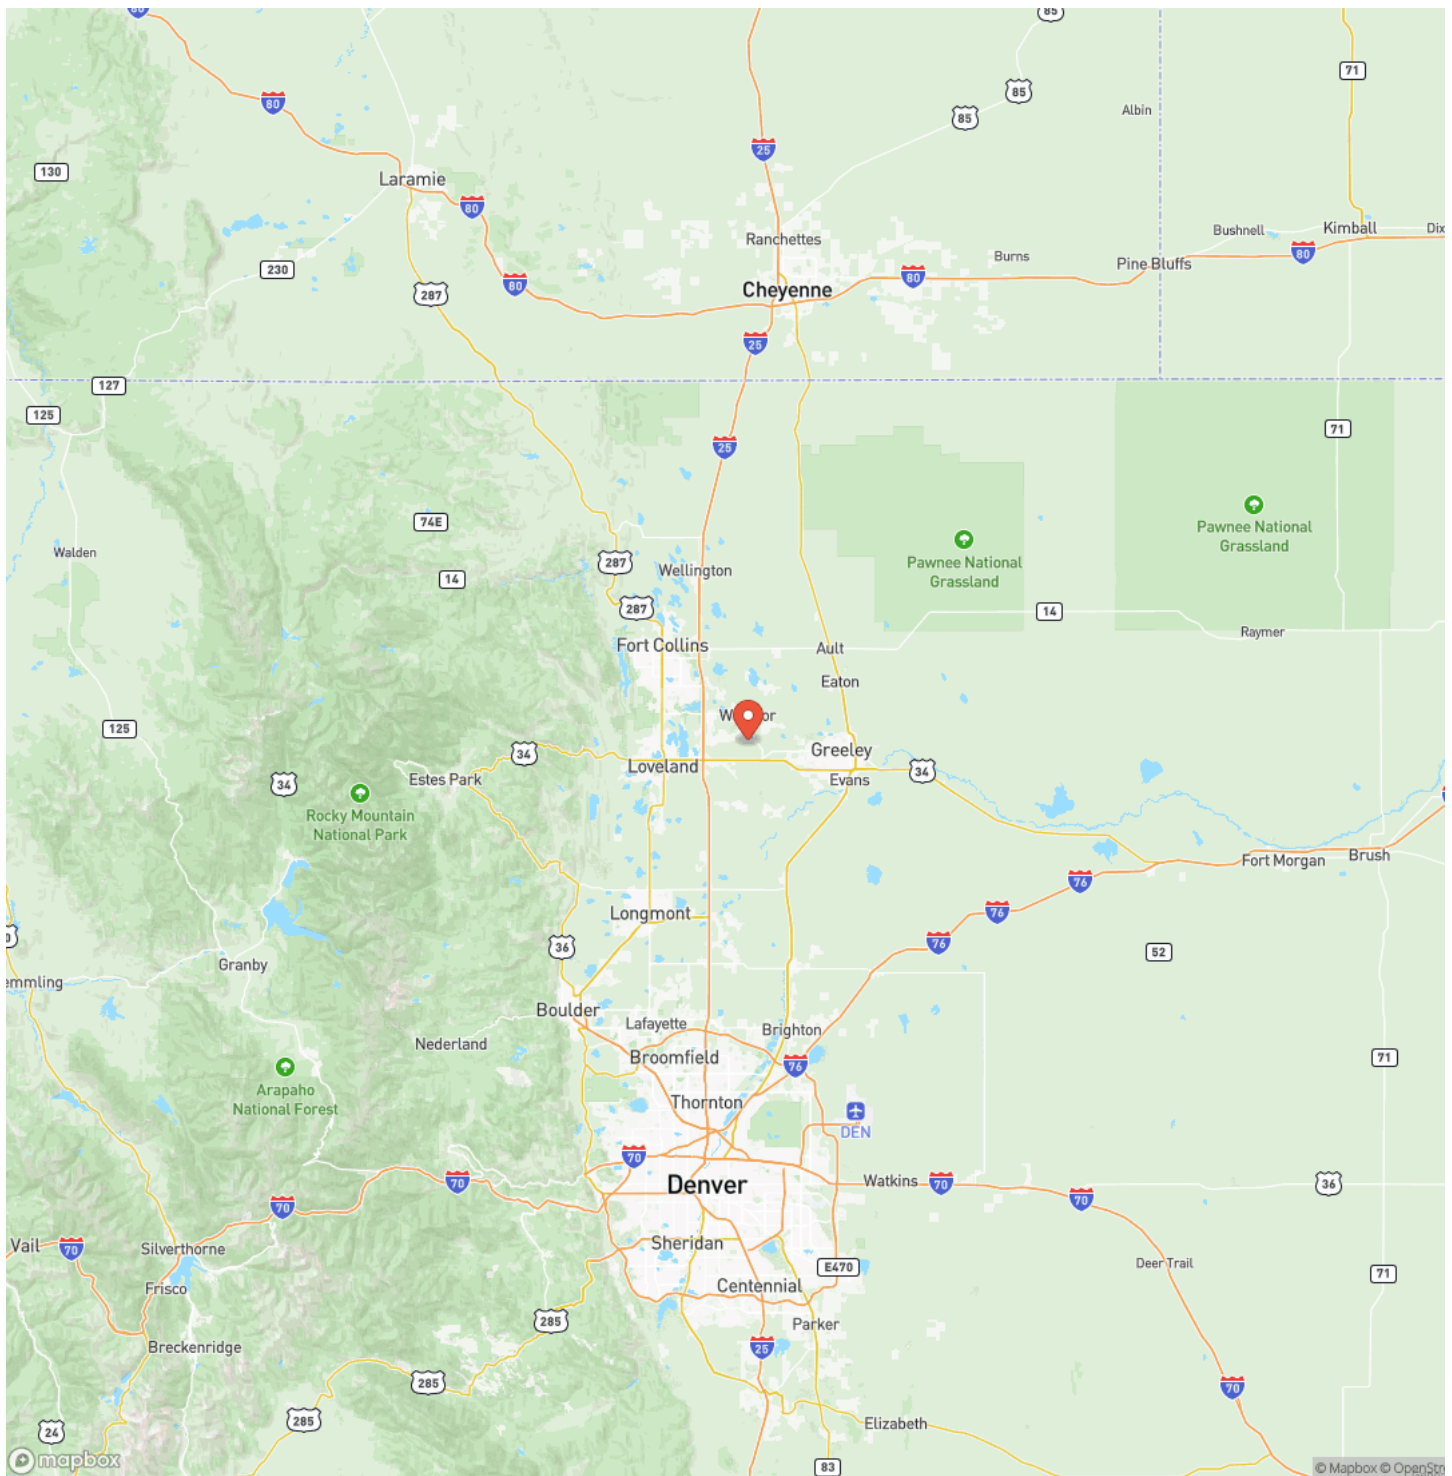 80
85
71
80
85
85
Albin
25
130
Laramie
80
Ranchettes
Bushnell
Kimball
Dix
80
Burns
Pine Bluffs
230
80
80
287
Cheyenne
25
127
125
71
25
Pawnee National
Grassland
74E
Pawnee National
Grassland
Walden
287
Wellington
14
287
14
Raymer
Fort Collins
Ault
Eaton
125
34
Greeley
Loveland
34
34
Estes Park
Evans
Rocky Mountain
National Park
Fort Morgan
Brush
76
76
Longmont
76
36
52
Granby
emmling
Boulder
Lafayette
Brighton
Nederland
Broomfield
76
71
Arapaho
National Forest
Thornton
DEN
70
Denver
Watkins
70
70
70
36
70
Vail
70
Silverthorne
Sheridan
E470
Deer Trail
71
Frisco
Centennial
285
Parker
Breckenridge
25
285
70
285
24
Elizabeth
mapbox
83
© Mapbox © OpenStre